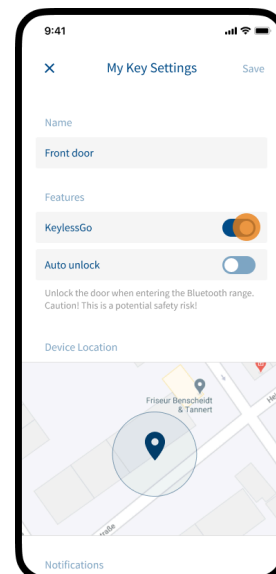 9:41
My Key Settings
Save
Name
Front door
Features
KeylessGo
Auto unlock
Unlock the door when entering the Bluetooth range.
Caution! This is a potential safety risk!
Device Location
Friseur Benscheidt
& Tannert
straße
Notifications